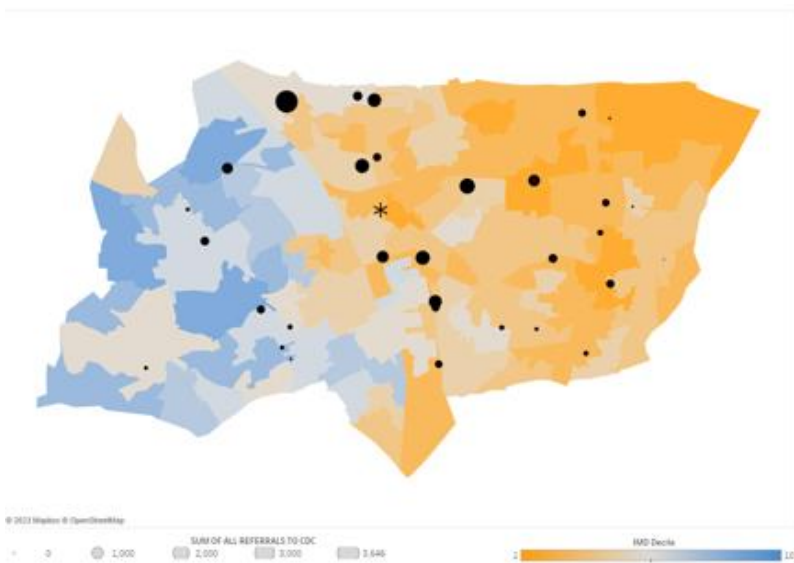 © 2023 Mapbox © OpenStreetMap
SUM OF ALL REFERRALS TO CDC
0 1,000 2,000 3,000 3,646
IMD Decile
10